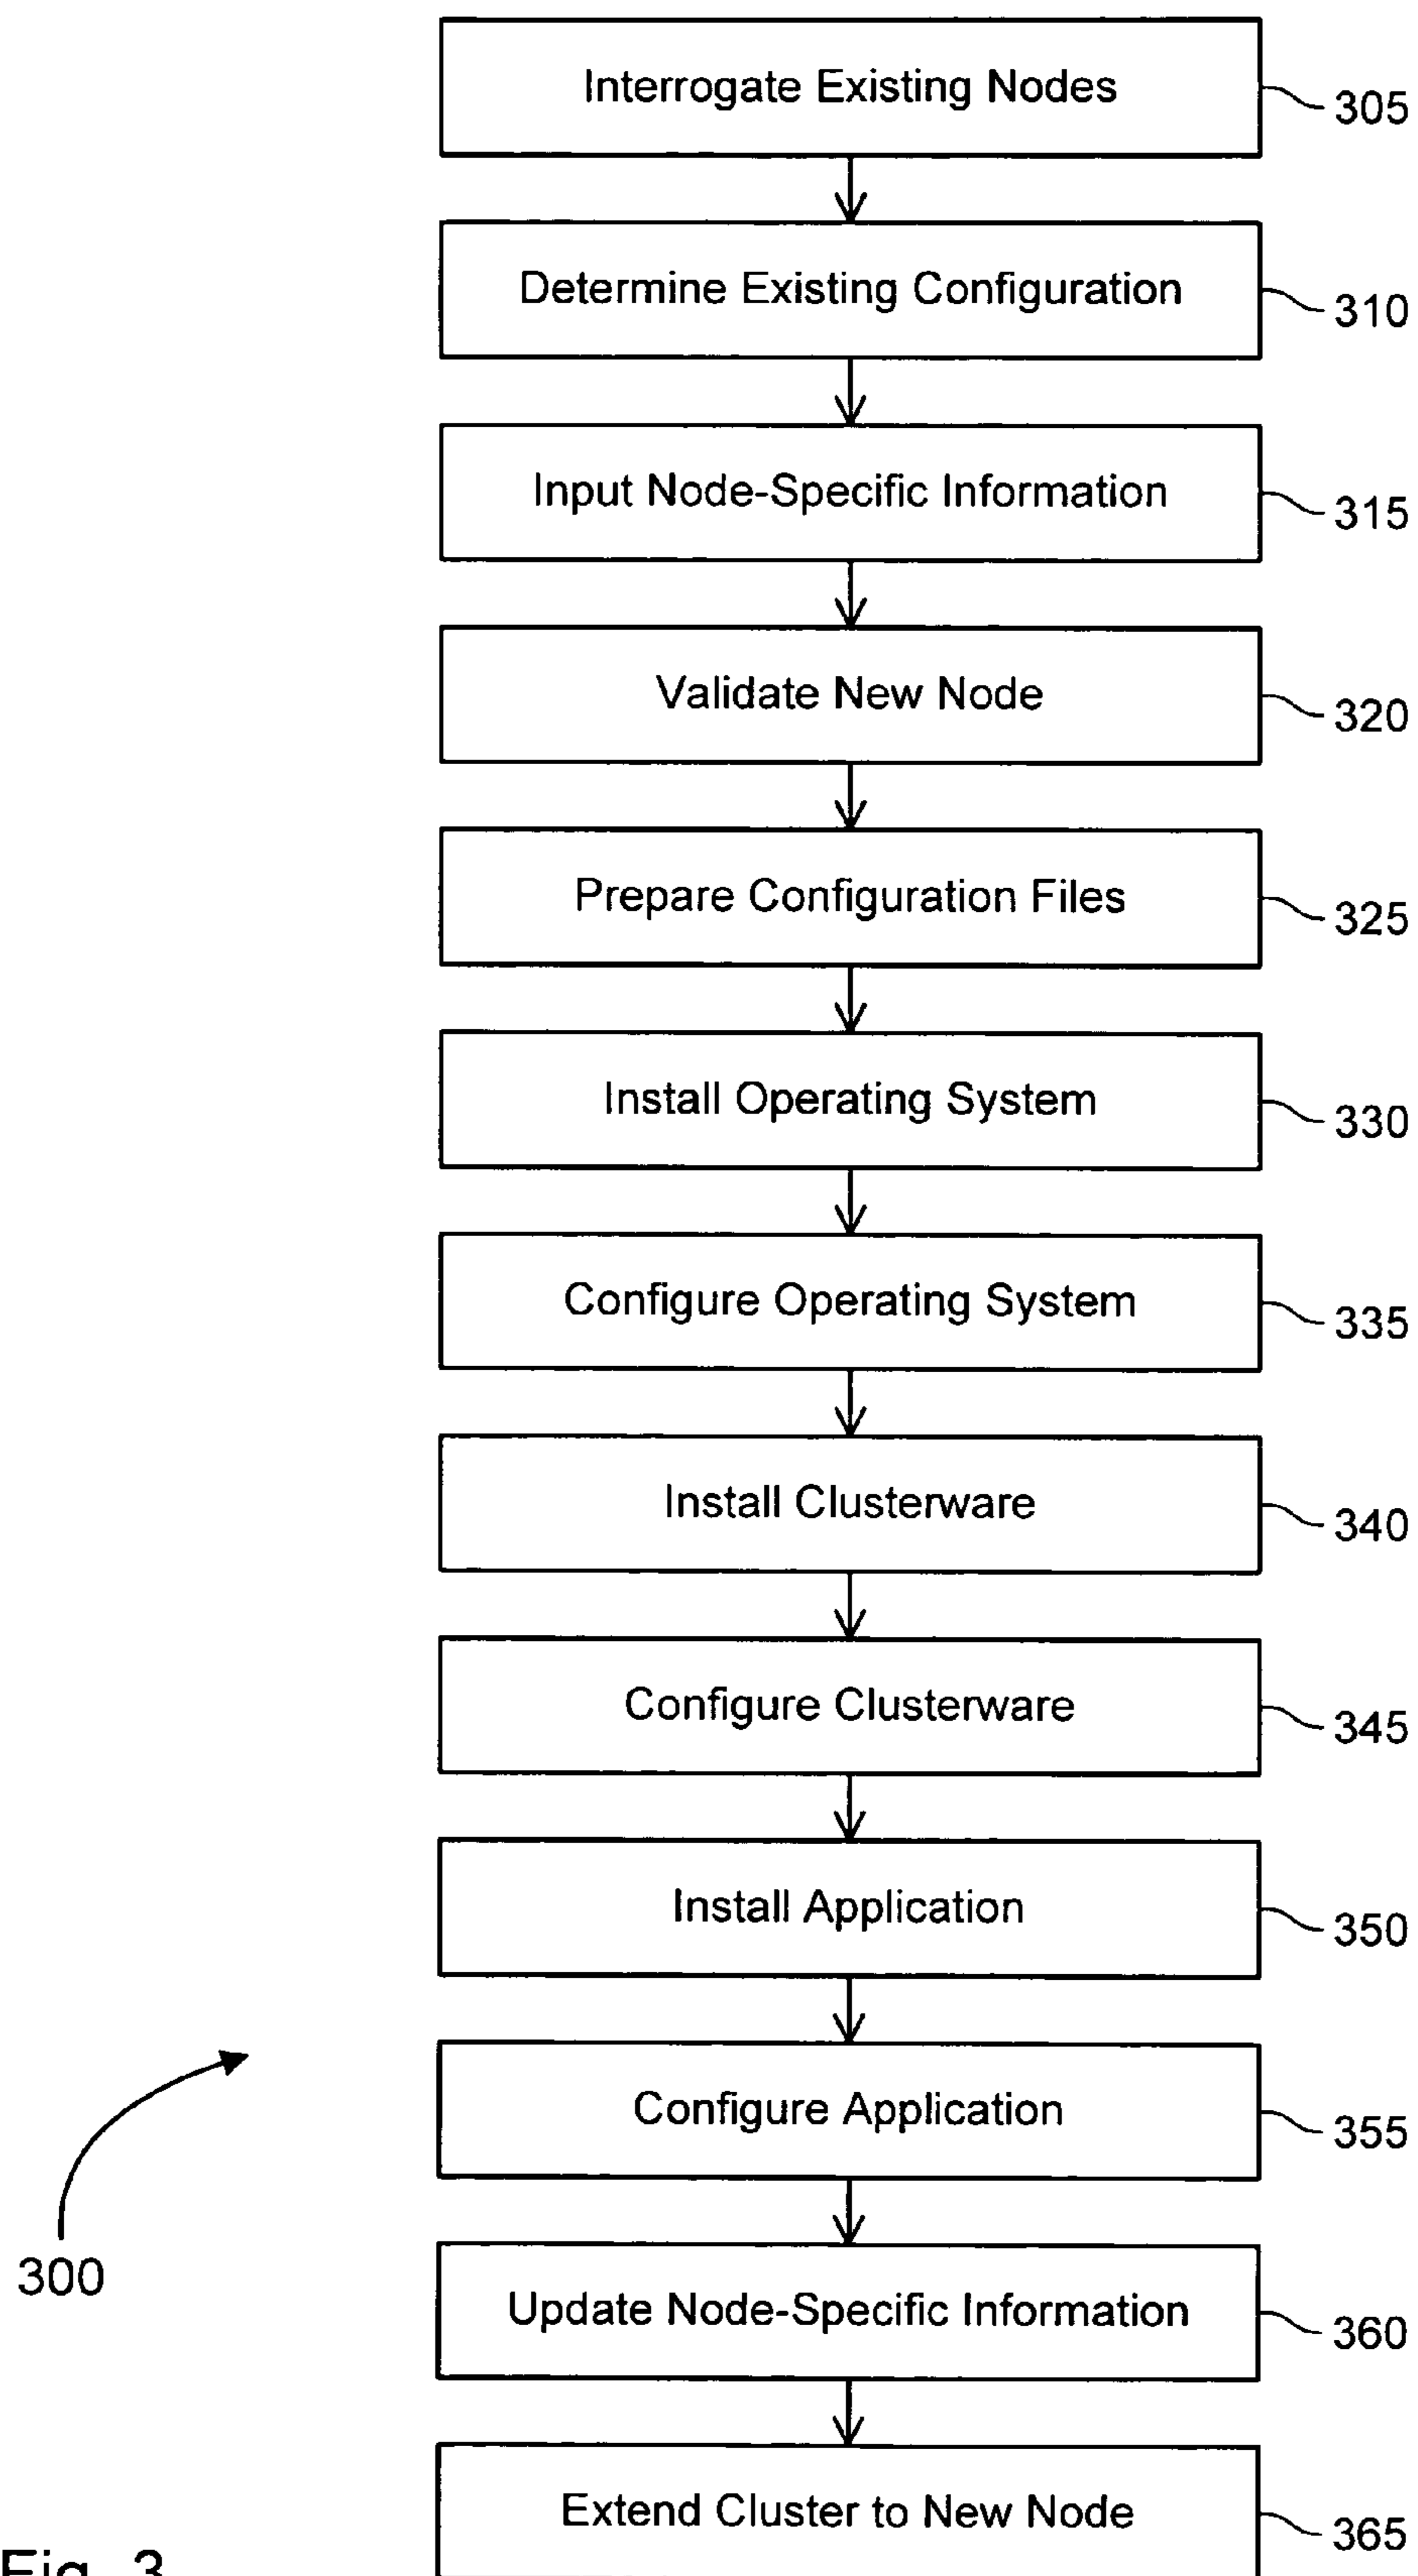 Interrogate Existing Nodes
305
Determine Existing Configuration
310
Input Node-Specific Information
315
Validate New Node
320
Prepare Configuration Files
325
Install Operating System
330
Configure Operating System
335
Install Clusterware
340
Configure Clusterware
345
Install Application
350
Configure Application
355
300
Update Node-Specific Information
360
Extend Cluster to New Node
365
Fig. 3